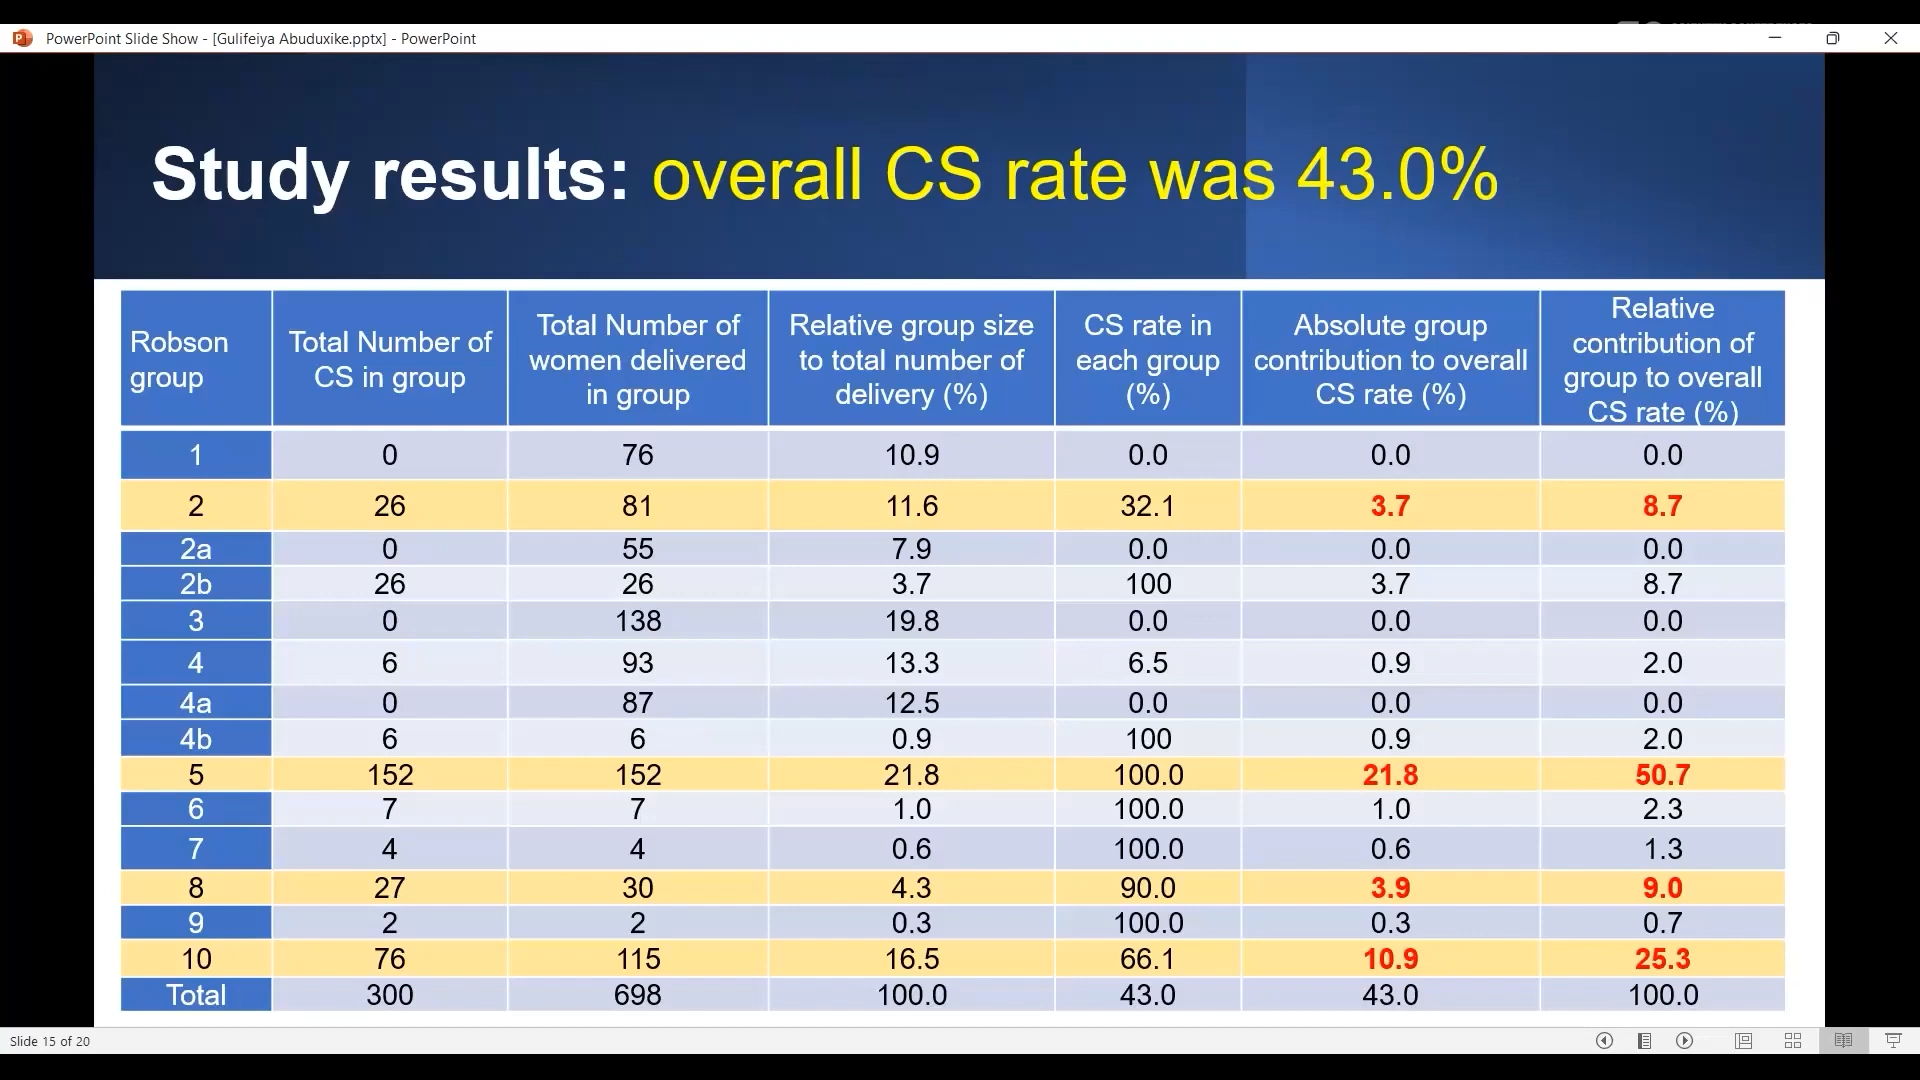 PowerPoint Slide Show - [Gulifeiya Abuduxike.pptx] - PowerPoint
Study results: overall CS rate was 43.0%
Robson group | Total Number of CS in group | Total Number of women delivered in group | Relative group size to total number of delivery (%) | CS rate in each group (%) | Absolute group contribution to overall CS rate (%) | Relative contribution of group to overall CS rate (%)
1 | 0 | 76 | 10.9 | 0.0 | 0.0 | 0.0
2 | 26 | 81 | 11.6 | 32.1 | 3.7 | 8.7
2a | 0 | 55 | 7.9 | 0.0 | 0.0 | 0.0
2b | 26 | 26 | 3.7 | 100 | 3.7 | 8.7
3 | 0 | 138 | 19.8 | 0.0 | 0.0 | 0.0
4 | 6 | 93 | 13.3 | 6.5 | 0.9 | 2.0
4a | 0 | 87 | 12.5 | 0.0 | 0.0 | 0.0
4b | 6 | 6 | 0.9 | 100 | 0.9 | 2.0
5 | 152 | 152 | 21.8 | 100.0 | 21.8 | 50.7
6 | 7 | 7 | 1.0 | 100.0 | 1.0 | 2.3
7 | 4 | 4 | 0.6 | 100.0 | 0.6 | 1.3
8 | 27 | 30 | 4.3 | 90.0 | 3.9 | 9.0
9 | 2 | 2 | 0.3 | 100.0 | 0.3 | 0.7
10 | 76 | 115 | 16.5 | 66.1 | 10.9 | 25.3
Total | 300 | 698 | 100.0 | 43.0 | 43.0 | 100.0
Slide 15 of 20